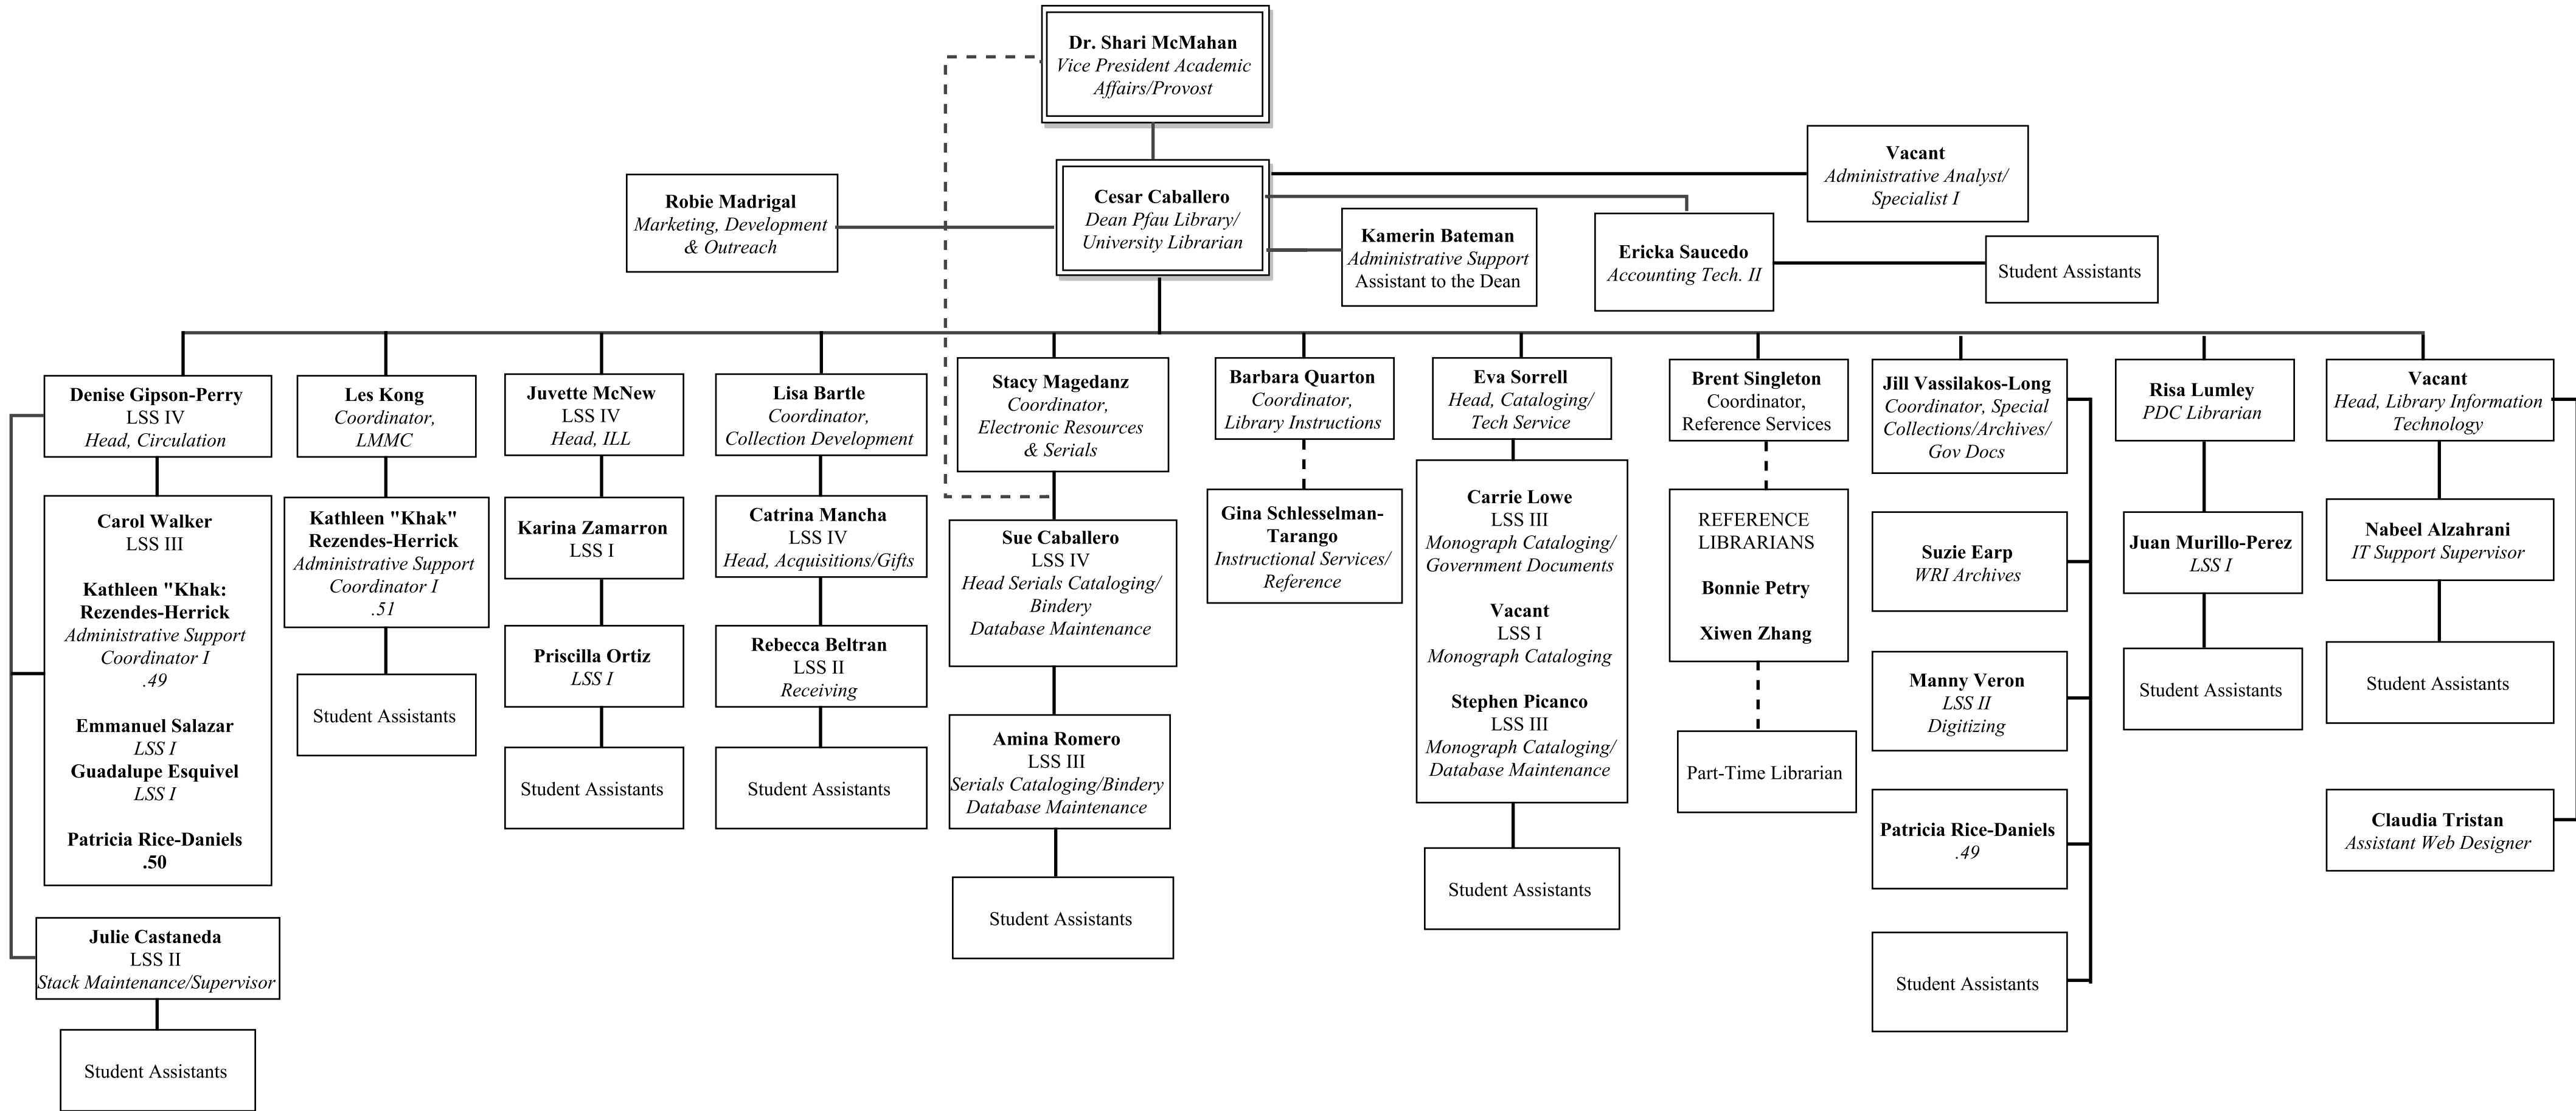 Dr. Shari McMahan
Vice President Academic
Affairs/Provost
Vacant
Administrative Analyst/
Specialist I
Robie Madrigal
Marketing, Development
& Outreach
Cesar Caballero
Dean Pfau Library/
University Librarian
Kamerin Bateman
Administrative Support
Assistant to the Dean
Ericka Saucedo
Accounting Tech. II
Student Assistants
Denise Gipson-Perry
LSS IV
Head, Circulation
Carol Walker
LSS III
Kathleen "Khak:
Rezendes-Herrick
Administrative Support
Coordinator I
.49
Emmanuel Salazar
LSS I
Guadalupe Esquivel
LSS I
Patricia Rice-Daniels
.50
Julie Castaneda
LSS II
Stack Maintenance/Supervisor
Student Assistants
Les Kong
Coordinator,
LMMC
Kathleen "Khak"
Rezendes-Herrick
Administrative Support
Coordinator I
.51
Student Assistants
Juvette McNew
LSS IV
Head, ILL
Karina Zamarron
LSS I
Priscilla Ortiz
LSS I
Student Assistants
Lisa Bartle
Coordinator,
Collection Development
Catrina Mancha
LSS IV
Head, Acquisitions/Gifts
Rebecca Beltran
LSS II
Receiving
Student Assistants
Stacy Magedanz
Coordinator,
Electronic Resources
& Serials
Sue Caballero
LSS IV
Head Serials Cataloging/
Bindery
Database Maintenance
Amina Romero
LSS III
Serials Cataloging/Bindery
Database Maintenance
Student Assistants
Barbara Quarton
Coordinator,
Library Instructions
Gina Schlesselman-
Tarango
Instructional Services/
Reference
Eva Sorrell
Head, Cataloging/
Tech Service
Carrie Lowe
LSS III
Monograph Cataloging/
Government Documents
Vacant
LSS I
Monograph Cataloging
Stephen Picanco
LSS III
Monograph Cataloging/
Database Maintenance
Student Assistants
Brent Singleton
Coordinator,
Reference Services
REFERENCE
LIBRARIANS
Bonnie Petry
Xiwen Zhang
Part-Time Librarian
Jill Vassilakos-Long
Coordinator, Special
Collections/Archives/
Gov Docs
Suzie Earp
WRI Archives
Manny Veron
LSS II
Digitizing
Patricia Rice-Daniels
.49
Student Assistants
Risa Lumley
PDC Librarian
Juan Murillo-Perez
LSS I
Student Assistants
Vacant
Head, Library Information
Technology
Nabeel Alzahrani
IT Support Supervisor
Student Assistants
Claudia Tristan
Assistant Web Designer